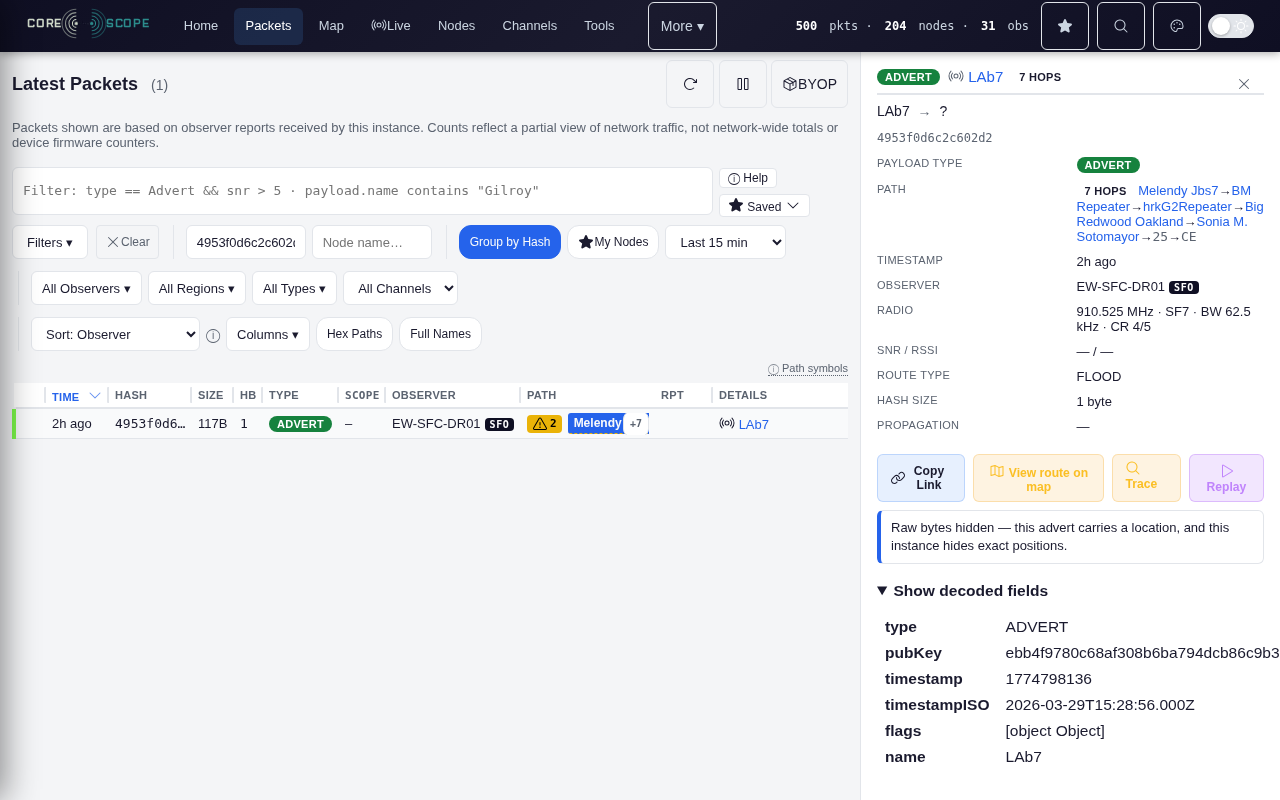 CORE SCOPE Home Packets Map Live Nodes Channels Tools More ▾ 500 pkts · 204 nodes · 31 obs
Latest Packets (1)
BYOP
Packets shown are based on observer reports received by this instance. Counts reflect a partial view of network traffic, not network-wide totals or
device firmware counters.
Filter: type == Advert && snr > 5 · payload.name contains "Gilroy"
Help
Saved
Filters ▾ Clear 4953f0d6c2c602d Node name… Group by Hash My Nodes Last 15 min
All Observers ▾ All Regions ▾ All Types ▾ All Channels
Sort: Observer Columns ▾ Hex Paths Full Names
Path symbols
TIME HASH SIZE HB TYPE SCOPE OBSERVER PATH RPT DETAILS
2h ago 4953f0d6… 117B 1 ADVERT — EW-SFC-DR01 SFO 2 Melendy +7 LAb7
ADVERT LAb7 7 HOPS
LAb7 → ?
4953f0d6c2c602d2
PAYLOAD TYPE ADVERT
PATH 7 HOPS Melendy Jbs7→BM
Repeater→hrkG2Repeater→Big
Redwood Oakland→Sonia M.
Sotomayor→25→CE
TIMESTAMP 2h ago
OBSERVER EW-SFC-DR01 SFO
RADIO 910.525 MHz · SF7 · BW 62.5
kHz · CR 4/5
SNR / RSSI — / —
ROUTE TYPE FLOOD
HASH SIZE 1 byte
PROPAGATION —
Copy
Link
View route on
map
Trace
Replay
Raw bytes hidden — this advert carries a location, and this
instance hides exact positions.
▼ Show decoded fields
type ADVERT
pubKey ebb4f9780c68af308b6ba794dcb86c9b3
timestamp 1774798136
timestampISO 2026-03-29T15:28:56.000Z
flags [object Object]
name LAb7